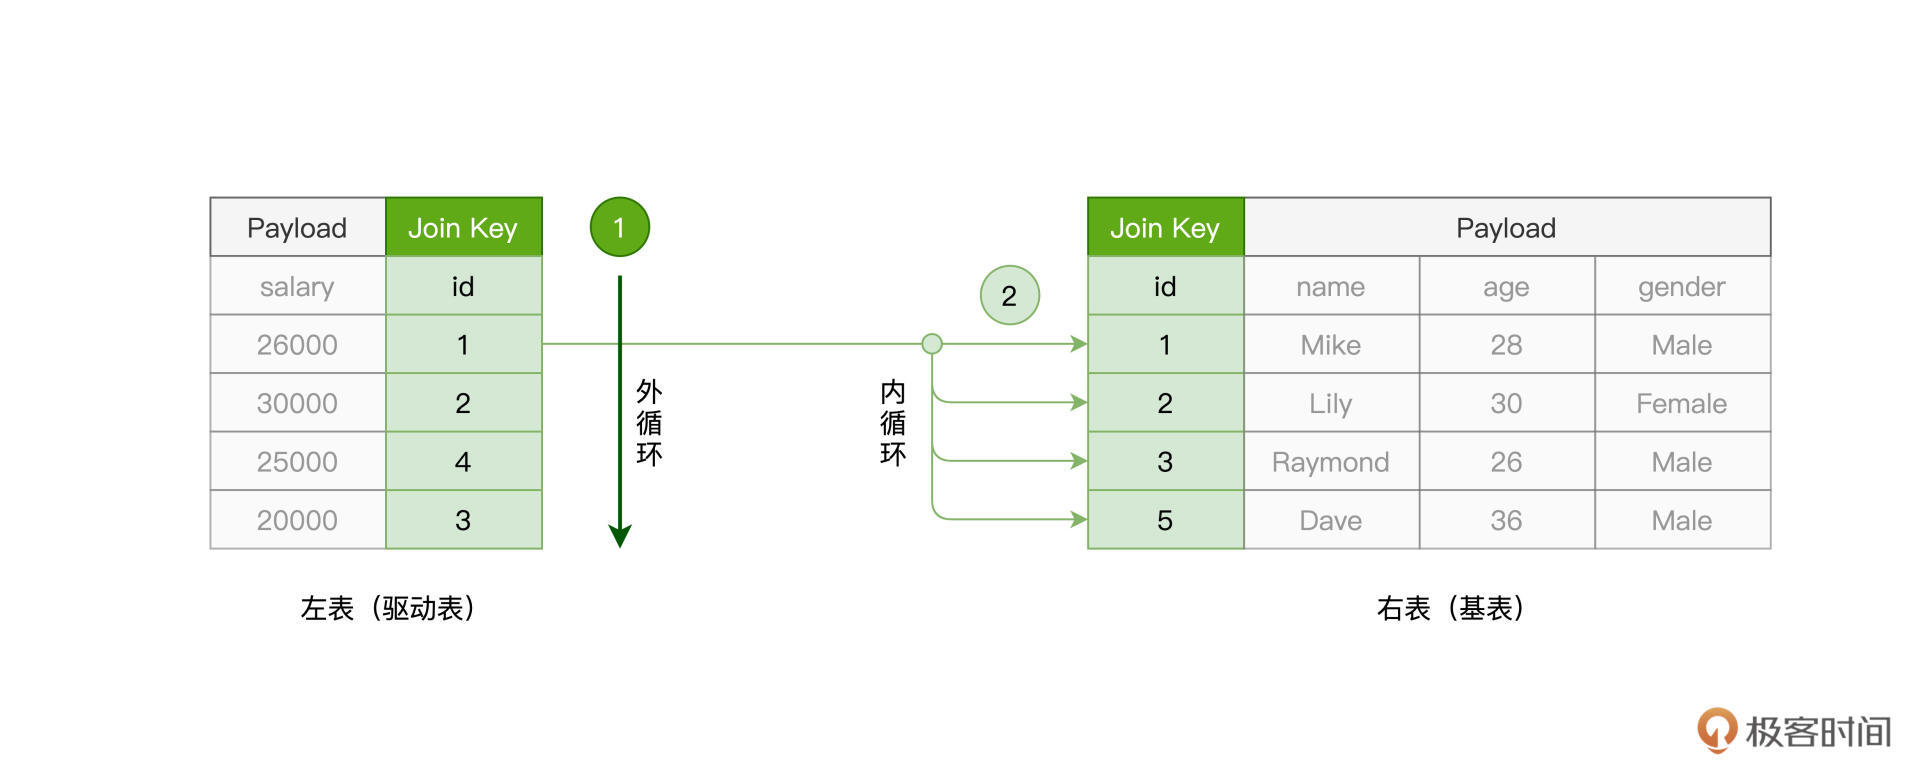 Payload Join Key
salary id
26000 1
30000 2
25000 4
20000 3
左表（驱动表）
1
外循环
内循环
2
Join Key Payload
id name age gender
1 Mike 28 Male
2 Lily 30 Female
3 Raymond 26 Male
5 Dave 36 Male
右表（基表）
极客时间